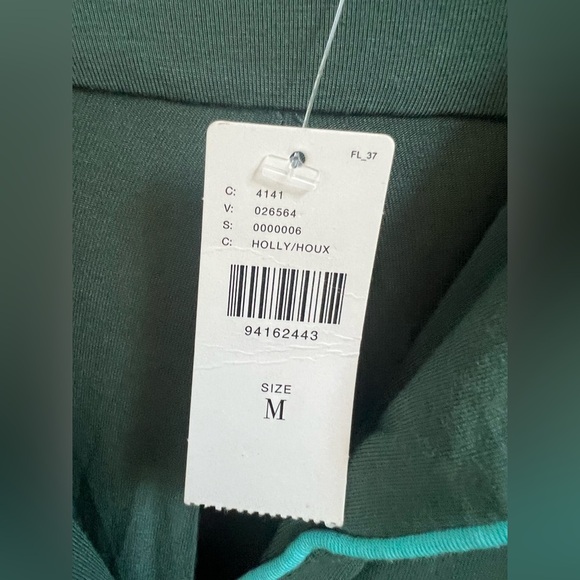 FL_37
C: 4141
V: 026564
S: 0000006
C: HOLLY/HOUX
94162443
SIZE
M